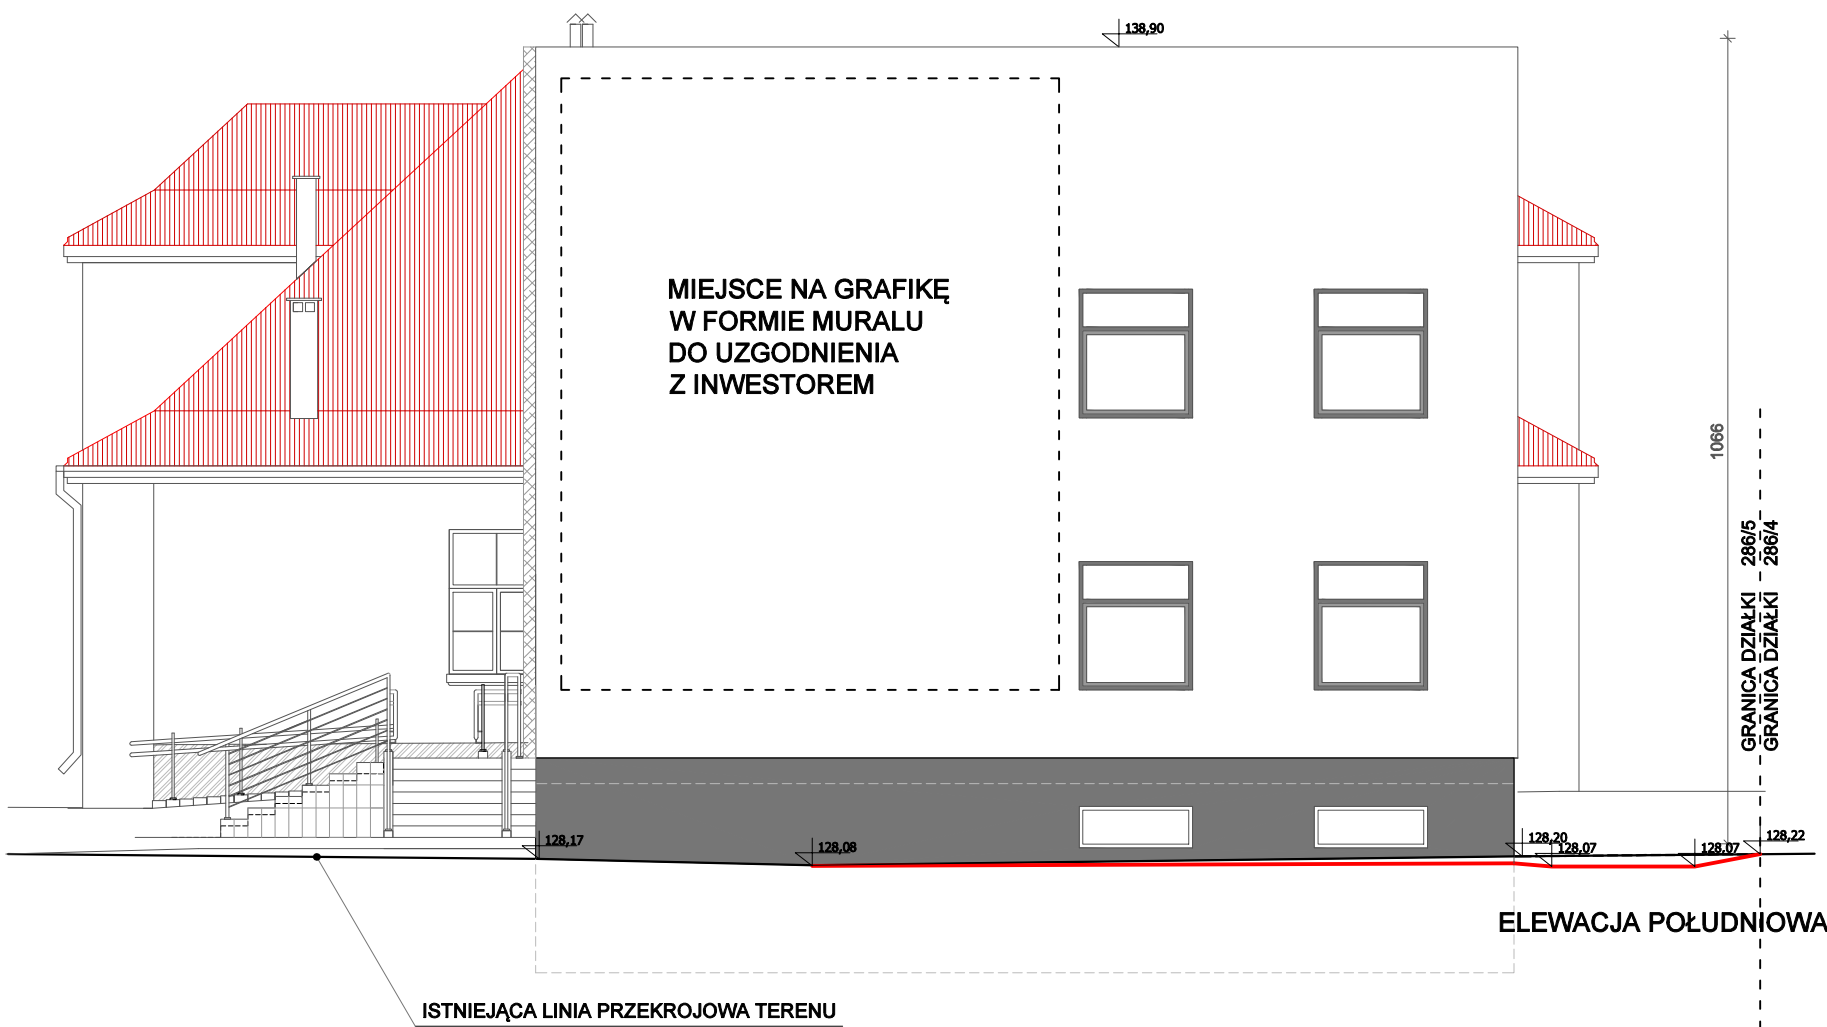 138,90
MIEJSCE NA GRAFIKĘ
W FORMIE MURALU
DO UZGODNIENIA
Z INWESTOREM
1066
GRANICA DZIAŁKI 286/5
GRANICA DZIAŁKI 286/4
128,17
128,08
128,20
128,07
128,07
128,22
ELEWACJA POŁUDNIOWA
ISTNIEJĄCA LINIA PRZEKROJOWA TERENU